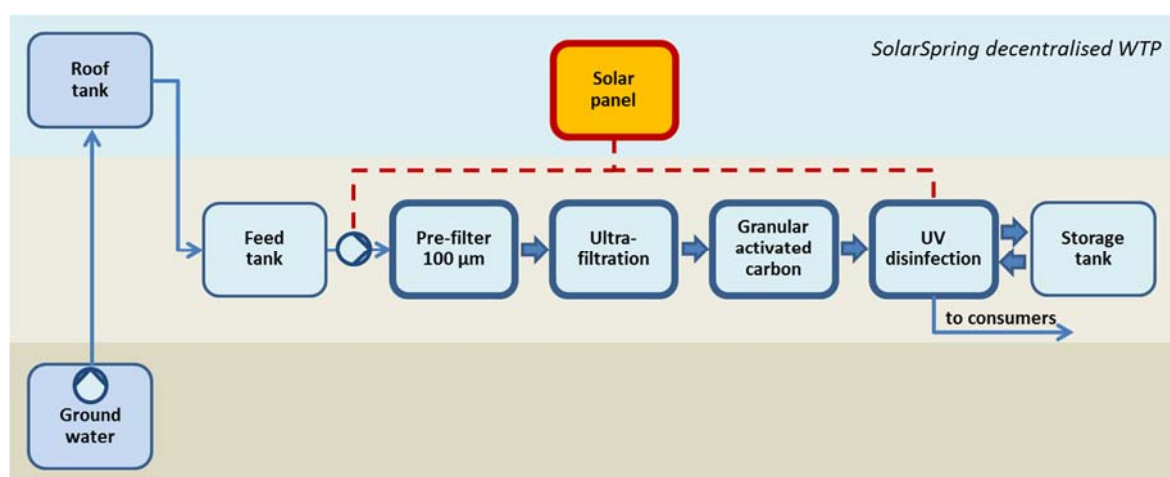 SolarSpring decentralised WTP
Roof
tank
Solar
panel
Feed
tank
Pre-filter
100 µm
Ultra-
filtration
Granular
activated
carbon
UV
disinfection
Storage
tank
to consumers
Ground
water